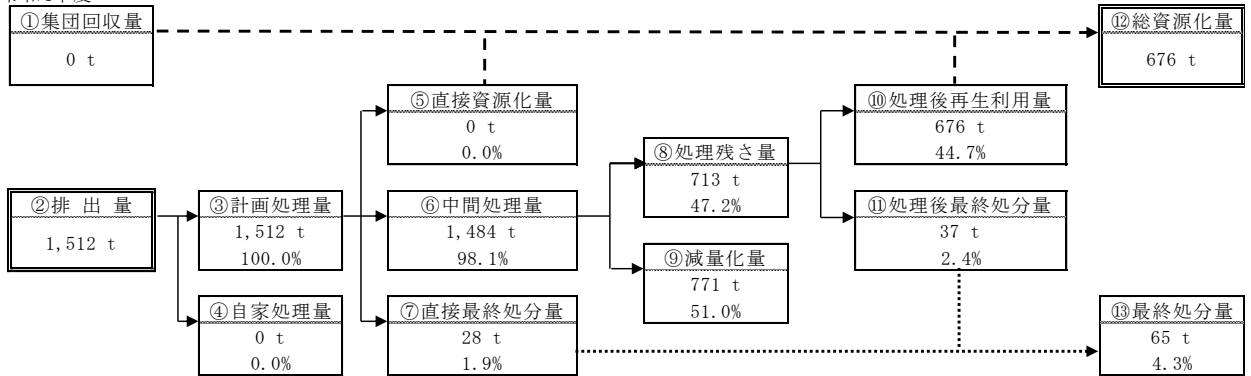 ①集団回収量
0 t
⑫総資源化量
676 t
⑤直接資源化量
0 t
0.0%
⑩処理後再生利用量
676 t
44.7%
⑧処理残さ量
713 t
47.2%
②排 出 量
1,512 t
③計画処理量
1,512 t
100.0%
⑥中間処理量
1,484 t
98.1%
⑪処理後最終処分量
37 t
2.4%
⑨減量化量
771 t
51.0%
④自家処理量
0 t
0.0%
⑦直接最終処分量
28 t
1.9%
⑬最終処分量
65 t
4.3%